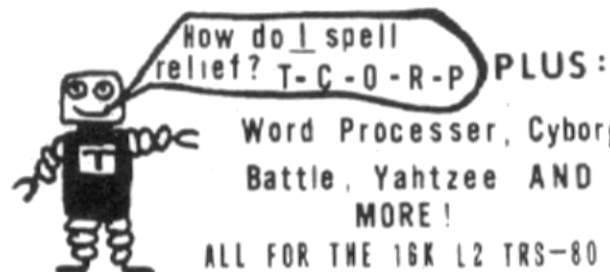 How do I spell
relief? T-C-O-R-P
PLUS:
Word Processer, Cyborg
Battle, Yahtzee AND
MORE!
T
ALL FOR THE 16K L2 TRS-80